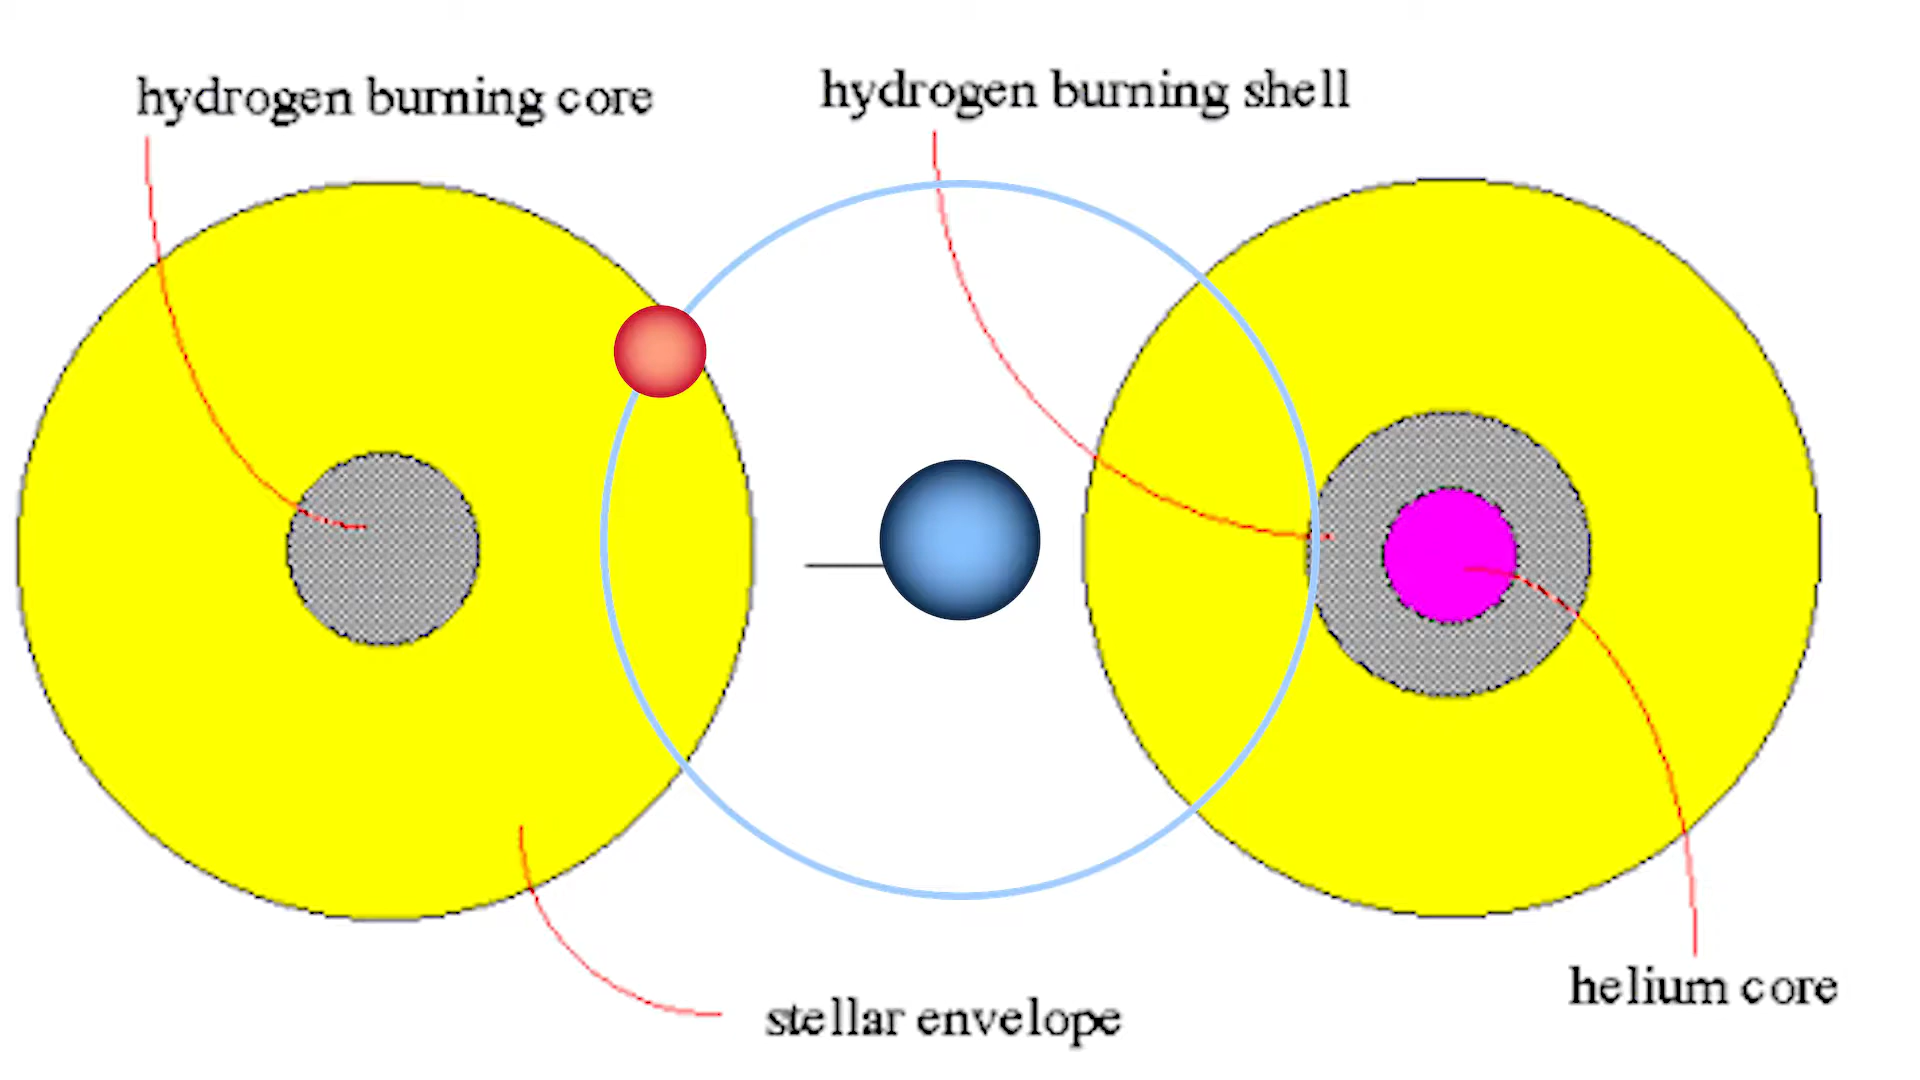 hydrogen burning core
hydrogen burning shell
stellar envelope
helium core